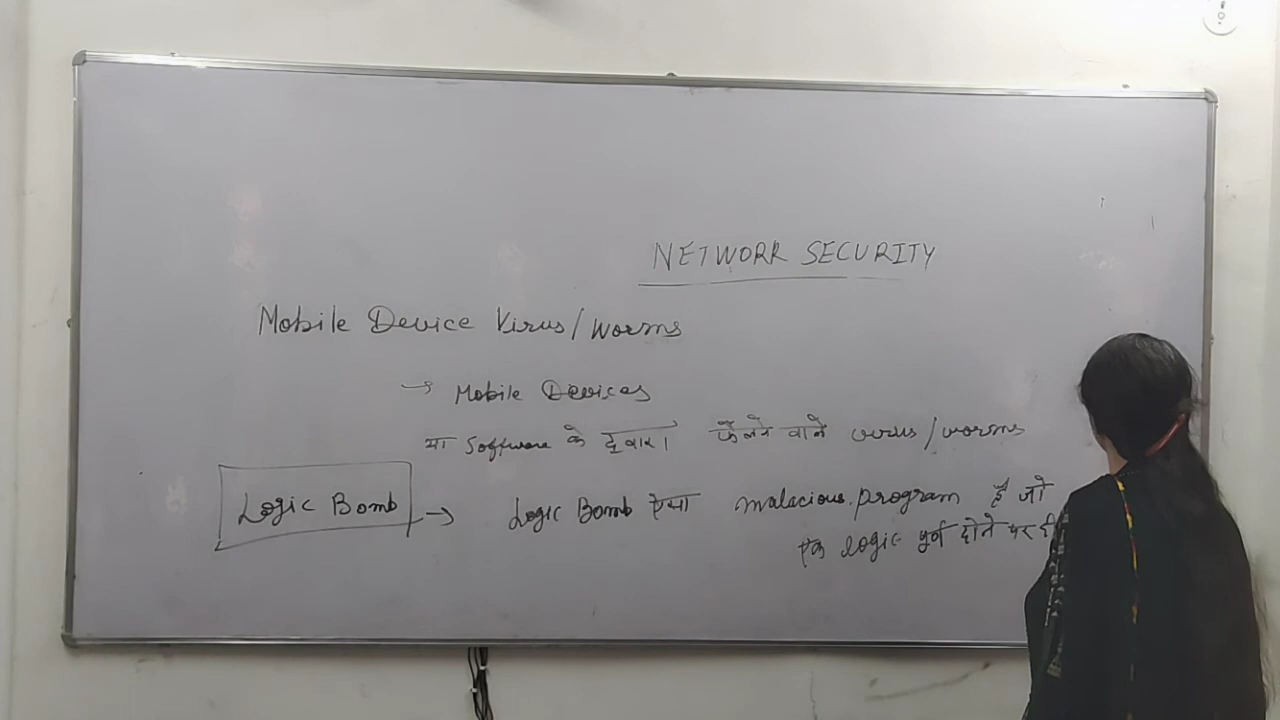 NETWORK SECURITY
Mobile Device Virus/worms
→ Mobile Devices
या Software के द्वारा फैलने वाले virus/worms
Logic Bomb → Logic Bomb ऐसा malacious program है जो
एक logic पूर्ण होने पर ही